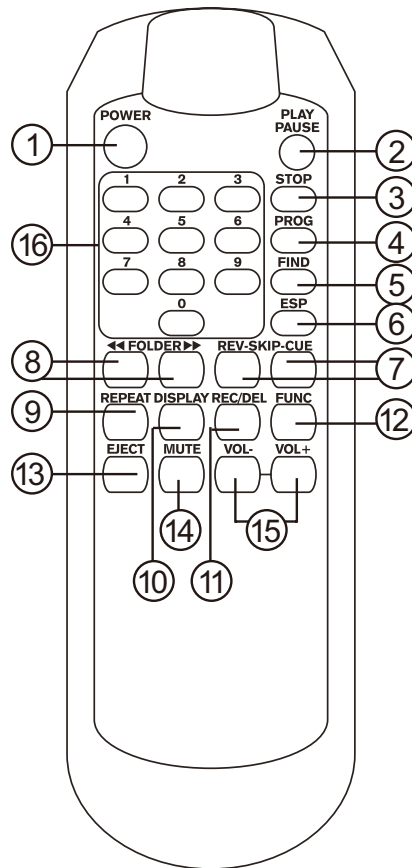 POWER
PLAY
PAUSE
1
2
STOP
1 2 3
3
16
4 5 6
PROG
4
7 8 9
FIND
5
0
ESP
6
◀◀ FOLDER ▶▶ REV-SKIP-CUE
8
7
REPEAT DISPLAY REC/DEL FUNC
9
12
EJECT MUTE VOL- VOL+
13
14
15
10
11